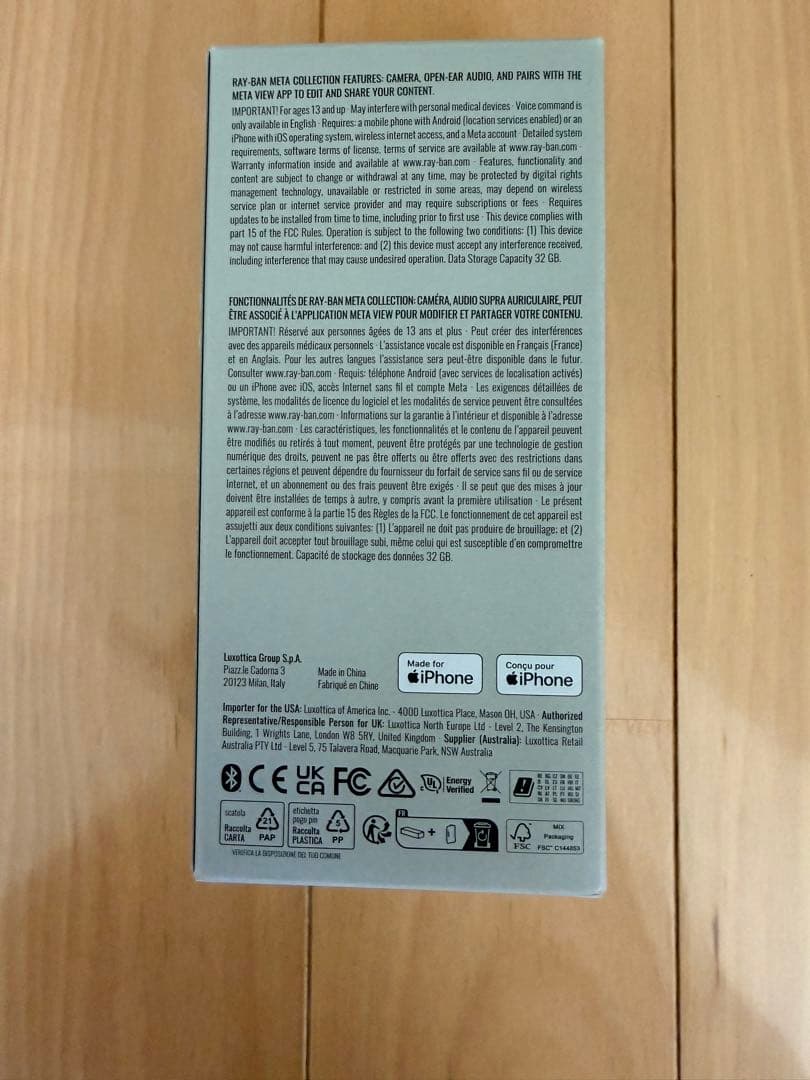 RAY-BAN META COLLECTION FEATURES: CAMERA, OPEN-EAR AUDIO, AND PAIRS WITH THE
META VIEW APP TO EDIT AND SHARE YOUR CONTENT.
IMPORTANT! For ages 13 and up · May interfere with personal medical devices · Voice command is
only available in English · Requires: a mobile phone with Android (location services enabled) or an
iPhone with iOS operating system, wireless internet access, and a Meta account · Detailed system
requirements, software terms of license, terms of service are available at www.ray-ban.com ·
Warranty information inside and available at www.ray-ban.com · Features, functionality and
content are subject to change or withdrawal at any time, may be protected by digital rights
management technology, unavailable or restricted in some areas, may depend on wireless
service plan or internet service provider and may require subscriptions or fees · Requires
updates to be installed from time to time, including prior to first use · This device complies with
part 15 of the FCC Rules. Operation is subject to the following two conditions: (1) This device
may not cause harmful interference; and (2) this device must accept any interference received,
including interference that may cause undesired operation. Data Storage Capacity 32 GB.
FONCTIONNALITÉS DE RAY-BAN META COLLECTION: CAMÉRA, AUDIO SUPRA AURICULAIRE, PEUT
ÊTRE ASSOCIÉ À L'APPLICATION META VIEW POUR MODIFIER ET PARTAGER VOTRE CONTENU.
IMPORTANT! Réservé aux personnes âgées de 13 ans et plus · Peut créer des interférences
avec des appareils médicaux personnels · L'assistance vocale est disponible en Français (France)
et en Anglais. Pour les autres langues l'assistance sera peut-être disponible dans le futur.
Consulter www.ray-ban.com · Requis: téléphone Android (avec services de localisation activés)
ou un iPhone avec iOS, accès Internet sans fil et compte Meta · Les exigences détaillées de
système, les modalités de licence du logiciel et les modalités de service peuvent être consultées
à l'adresse www.ray-ban.com · Informations sur la garantie à l'intérieur et disponible à l'adresse
www.ray-ban.com · Les caractéristiques, les fonctionnalités et le contenu de l'appareil peuvent
être modifiés ou retirés à tout moment, peuvent être protégés par une technologie de gestion
numérique des droits, peuvent ne pas être offerts ou être offerts avec des restrictions dans
certaines régions et peuvent dépendre du fournisseur du forfait de service sans fil ou de service
Internet, et un abonnement ou des frais peuvent être exigés · Il se peut que des mises à jour
doivent être installées de temps à autre, y compris avant la première utilisation · Le présent
appareil est conforme à la partie 15 des Règles de la FCC. Le fonctionnement de cet appareil est
assujetti aux deux conditions suivantes: (1) L'appareil ne doit pas produire de brouillage; et (2)
L'appareil doit accepter tout brouillage subi, même celui qui est susceptible d'en compromettre
le fonctionnement. Capacité de stockage des données 32 GB.
Luxottica Group S.p.A.
Piazz.le Cadorna 3
20123 Milan, Italy
Made in China
Fabriqué en Chine
Made for
iPhone
Conçu pour
iPhone
Importer for the USA: Luxottica of America Inc. - 4000 Luxottica Place, Mason OH, USA · Authorized
Representative/Responsible Person for UK: Luxottica North Europe Ltd - Level 2, The Kensington
Building, 1 Wrights Lane, London W8 5RY, United Kingdom · Supplier (Australia): Luxottica Retail
Australia PTY Ltd - Level 5, 75 Talavera Road, Macquarie Park, NSW Australia
CE
UK
CA
FC
UL
Energy
Verified
scatola
Raccolta
CARTA
21
PAP
etichetta
pogo pin
Raccolta
PLASTICA
5
PP
FR
+
MIX
Packaging
FSC
FSC™ C144853
VERIFICA LA DISPOSIZIONE DEL TUO COMUNE